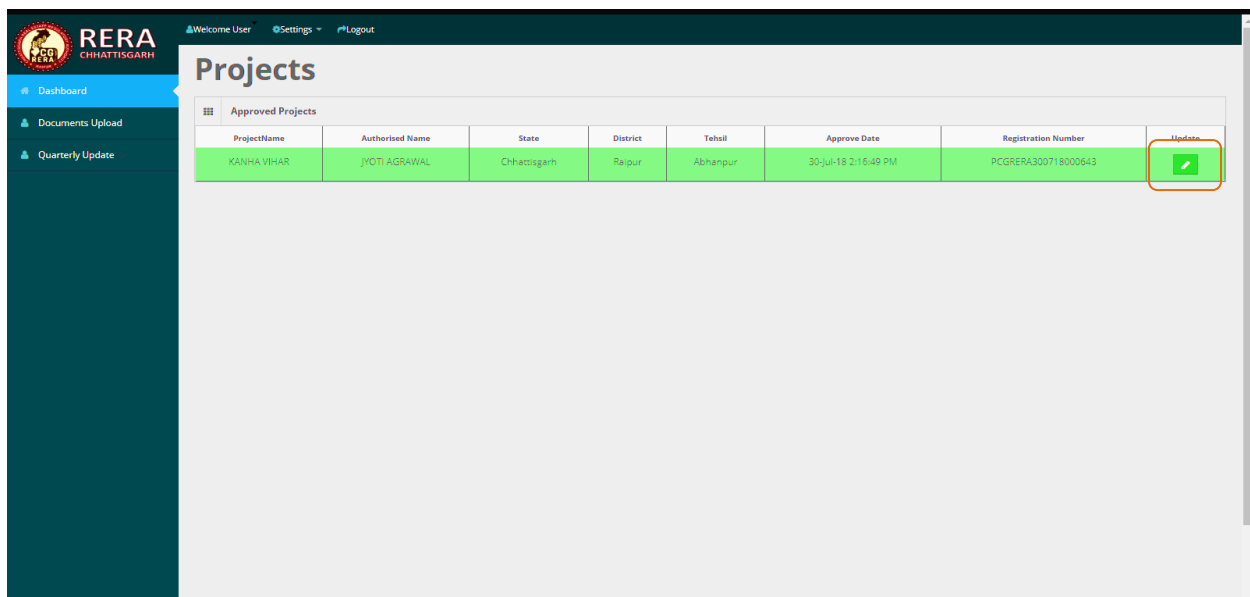 RERA
CHHATTISGARH
CG
RERA
Welcome User Settings Logout
Projects
Dashboard
Documents Upload
Quarterly Update
Approved Projects
ProjectName Authorised Name State District Tehsil Approve Date Registration Number Update
KANHA VIHAR JYOTI AGRAWAL Chhattisgarh Raipur Abhanpur 30-Jul-18 2:16:49 PM PCGRERA300718000643